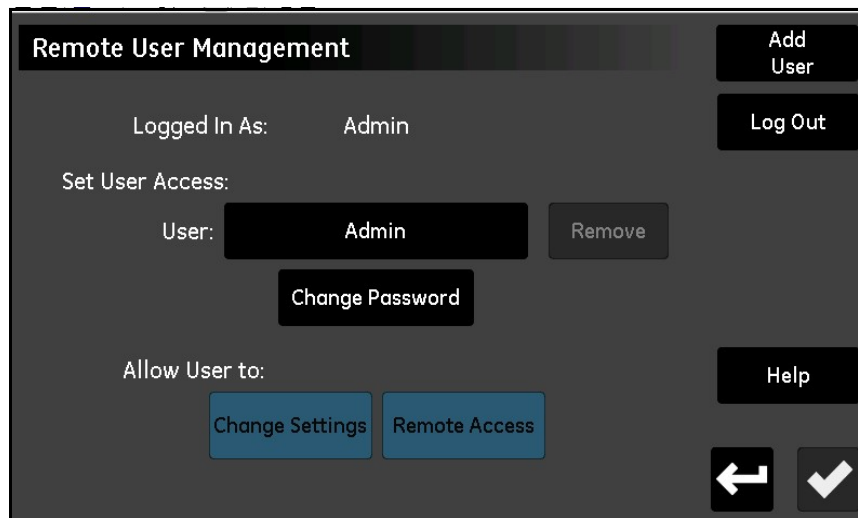 Remote User Management
Add
User
Logged In As: Admin
Log Out
Set User Access:
User: Admin Remove
Change Password
Allow User to:
Help
Change Settings Remote Access